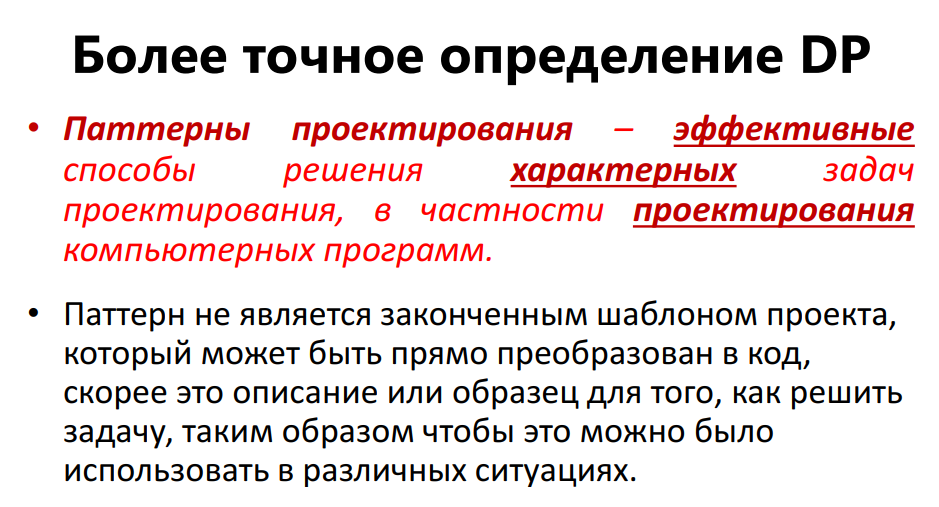 Более точное определение DP
• Паттерны проектирования – эффективные
способы решения характерных задач
проектирования, в частности проектирования
компьютерных программ.
• Паттерн не является законченным шаблоном проекта,
который может быть прямо преобразован в код,
скорее это описание или образец для того, как решить
задачу, таким образом чтобы это можно было
использовать в различных ситуациях.